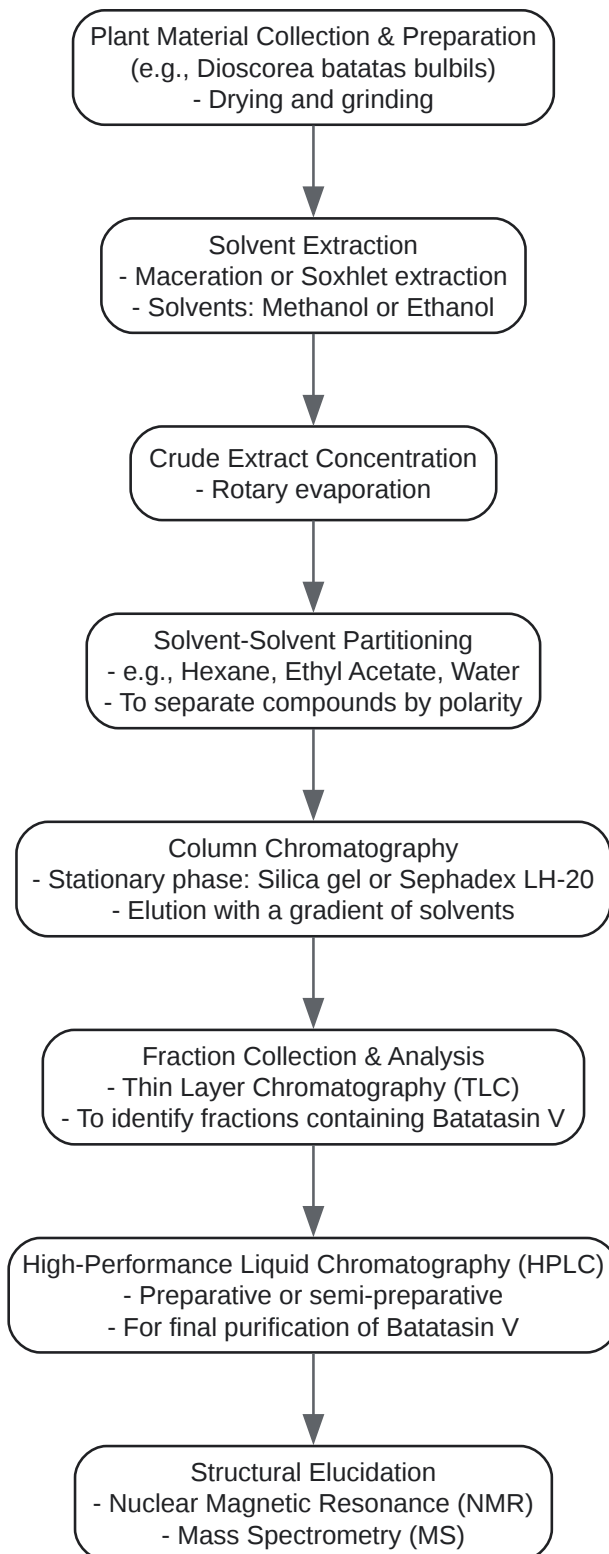 Plant Material Collection & Preparation
(e.g., Dioscorea batatas bulbils)
- Drying and grinding
Solvent Extraction
- Maceration or Soxhlet extraction
- Solvents: Methanol or Ethanol
Crude Extract Concentration
- Rotary evaporation
Solvent-Solvent Partitioning
- e.g., Hexane, Ethyl Acetate, Water
- To separate compounds by polarity
Column Chromatography
- Stationary phase: Silica gel or Sephadex LH-20
- Elution with a gradient of solvents
Fraction Collection & Analysis
- Thin Layer Chromatography (TLC)
- To identify fractions containing Batatasin V
High-Performance Liquid Chromatography (HPLC)
- Preparative or semi-preparative
- For final purification of Batatasin V
Structural Elucidation
- Nuclear Magnetic Resonance (NMR)
- Mass Spectrometry (MS)